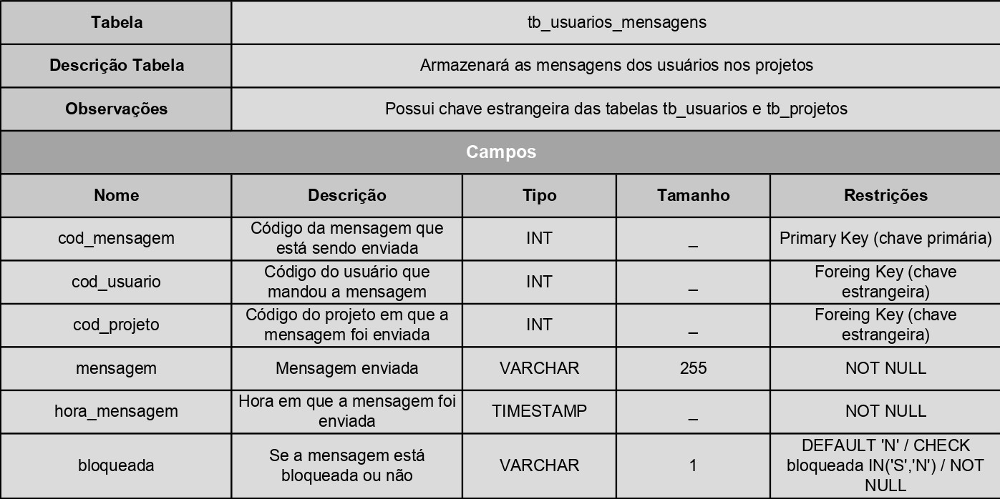 Tabela
tb_usuarios_mensagens
Descrição Tabela
Armazenará as mensagens dos usuários nos projetos
Observações
Possui chave estrangeira das tabelas tb_usuarios e tb_projetos
Campos
Nome
Descrição
Tipo
Tamanho
Restrições
cod_mensagem
Código da mensagem que
está sendo enviada
INT
_
Primary Key (chave primária)
cod_usuario
Código do usuário que
mandou a mensagem
INT
_
Foreing Key (chave
estrangeira)
cod_projeto
Código do projeto em que a
mensagem foi enviada
INT
_
Foreing Key (chave
estrangeira)
mensagem
Mensagem enviada
VARCHAR
255
NOT NULL
hora_mensagem
Hora em que a mensagem foi
enviada
TIMESTAMP
_
NOT NULL
bloqueada
Se a mensagem está
bloqueada ou não
VARCHAR
1
DEFAULT 'N' / CHECK
bloqueada IN('S','N') / NOT
NULL